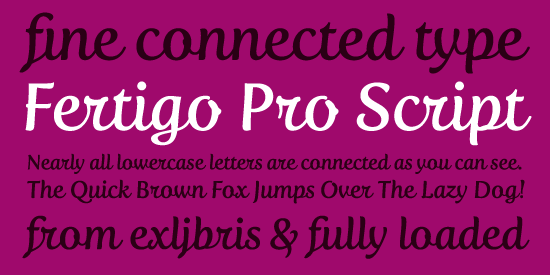 fine connected type
Fertigo Pro Script
Nearly all lowercase letters are connected as you can see.
The Quick Brown Fox Jumps Over The Lazy Dog!
from exljbris & fully loaded